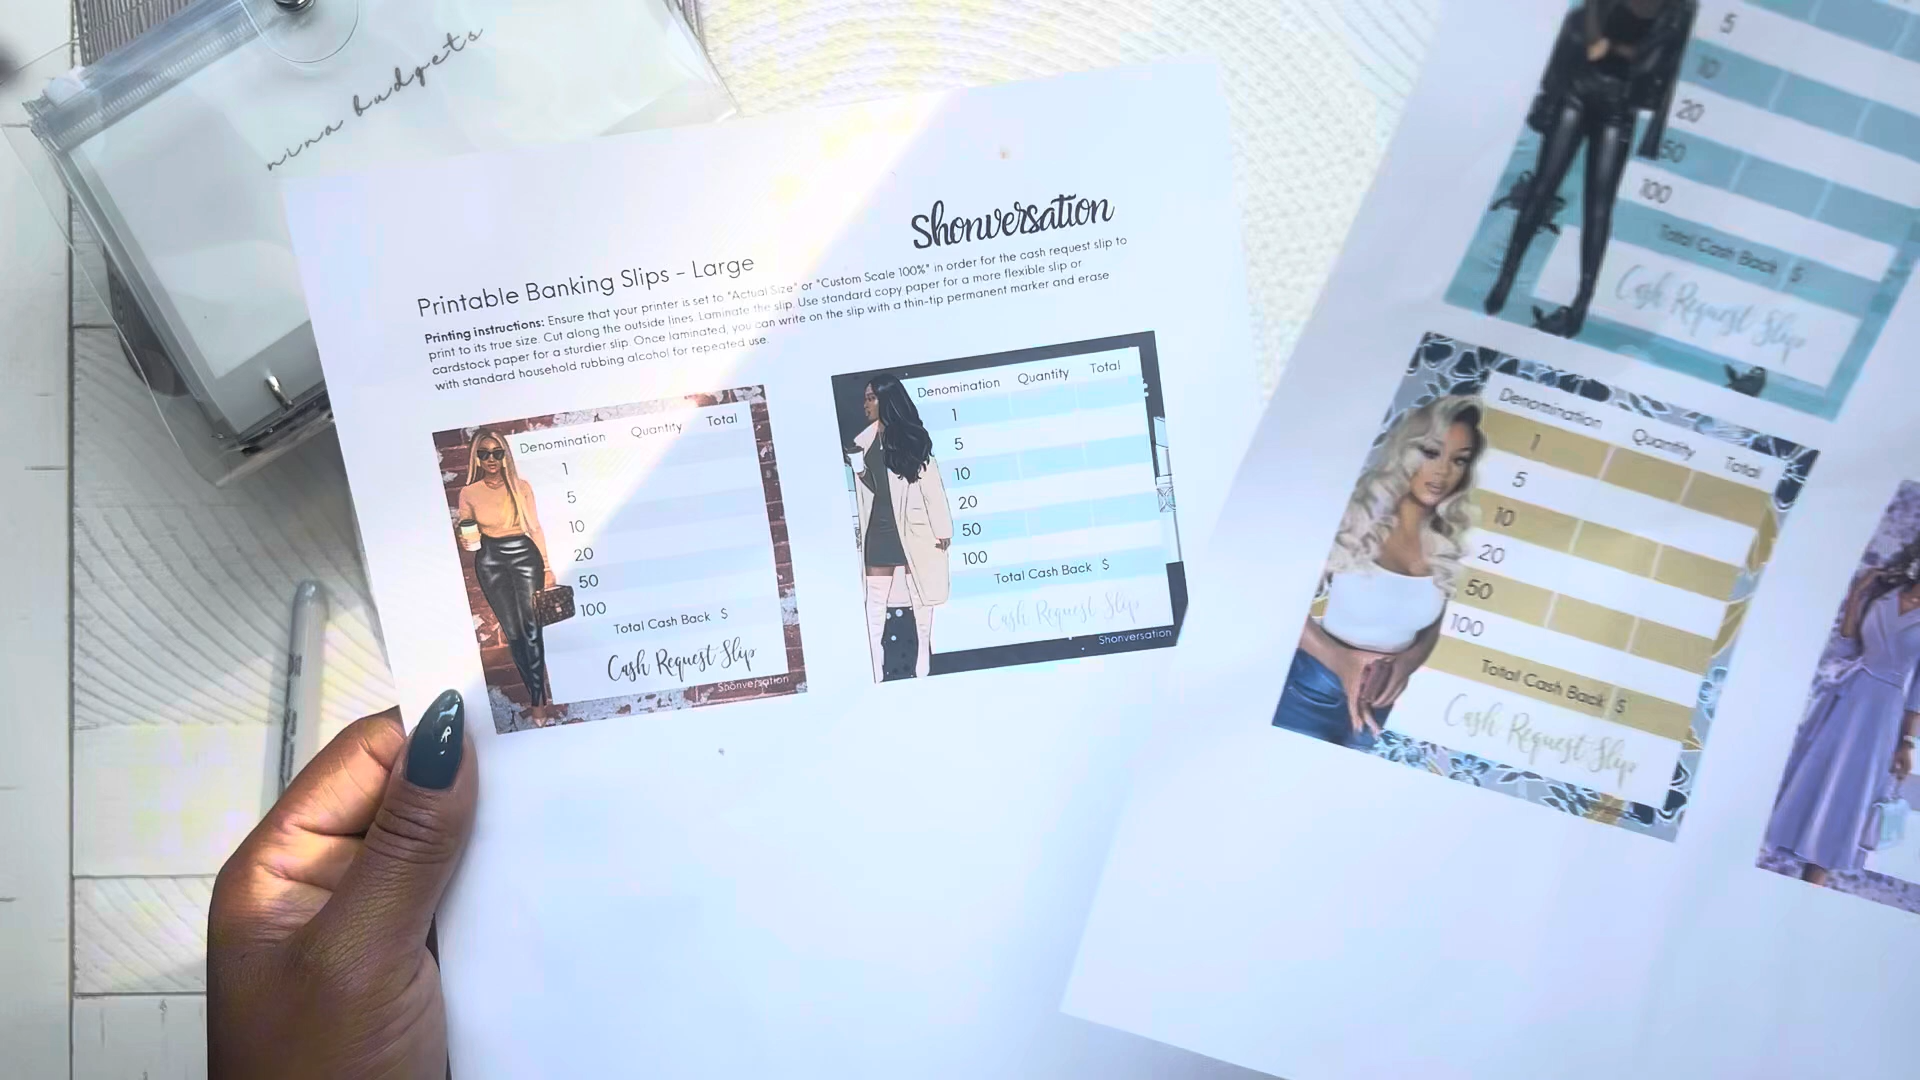 nina budgets
Shonversation
Printable Banking Slips - Large
Printing instructions: Ensure that your printer is set to "Actual Size" or "Custom Scale 100%" in order for the cash request slip to
print to its true size. Cut along the outside lines. Laminate the slip. Use standard copy paper for a more flexible slip or
cardstock paper for a sturdier slip. Once laminated, you can write on the slip with a thin-tip permanent marker and erase
with standard household rubbing alcohol for repeated use.
Denomination Quantity Total
1
5
10
20
50
100
Total Cash Back $
Cash Request Slip
Shonversation
Denomination Quantity Total
1
5
10
20
50
100
Total Cash Back $
Cash Request Slip
Shonversation
5
10
20
50
100
Total Cash Back $
Cash Request Slip
Denomination Quantity Total
1
5
10
20
50
100
Total Cash Back $
Cash Request Slip